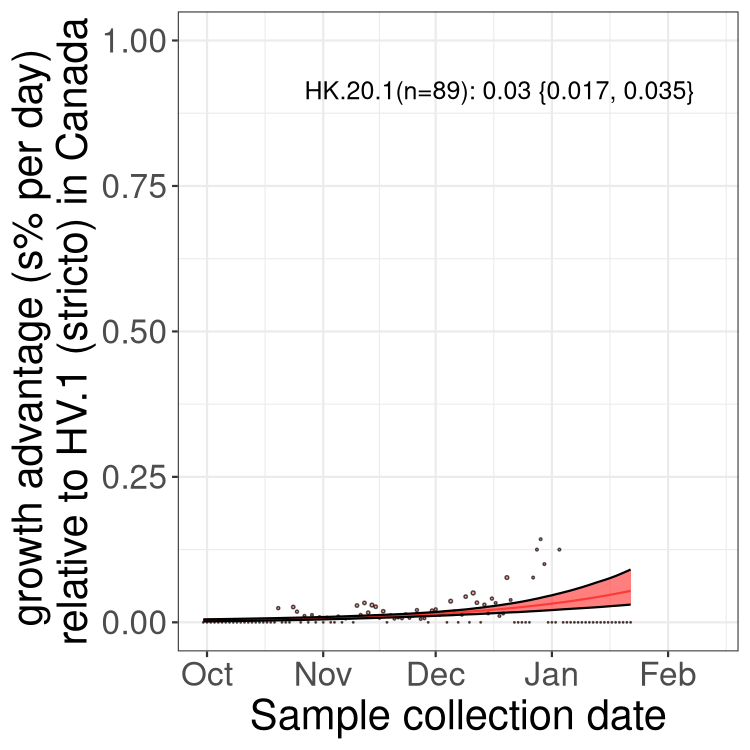 growth advantage (s% per day)
relative to HV.1 (stricto) in Canada
1.00
0.75
0.50
0.25
0.00
HK.20.1(n=89): 0.03 {0.017, 0.035}
Oct Nov Dec Jan Feb
Sample collection date